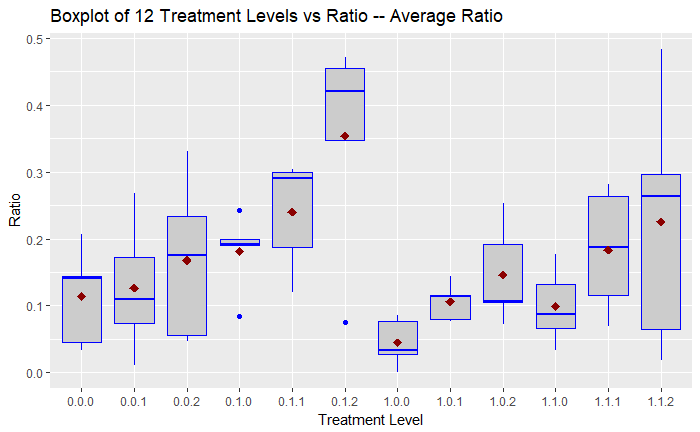 Boxplot of 12 Treatment Levels vs Ratio -- Average Ratio
0.5
0.4
0.3
0.2
0.1
0.0
Ratio
0.0.0 0.0.1 0.0.2 0.1.0 0.1.1 0.1.2 1.0.0 1.0.1 1.0.2 1.1.0 1.1.1 1.1.2
Treatment Level